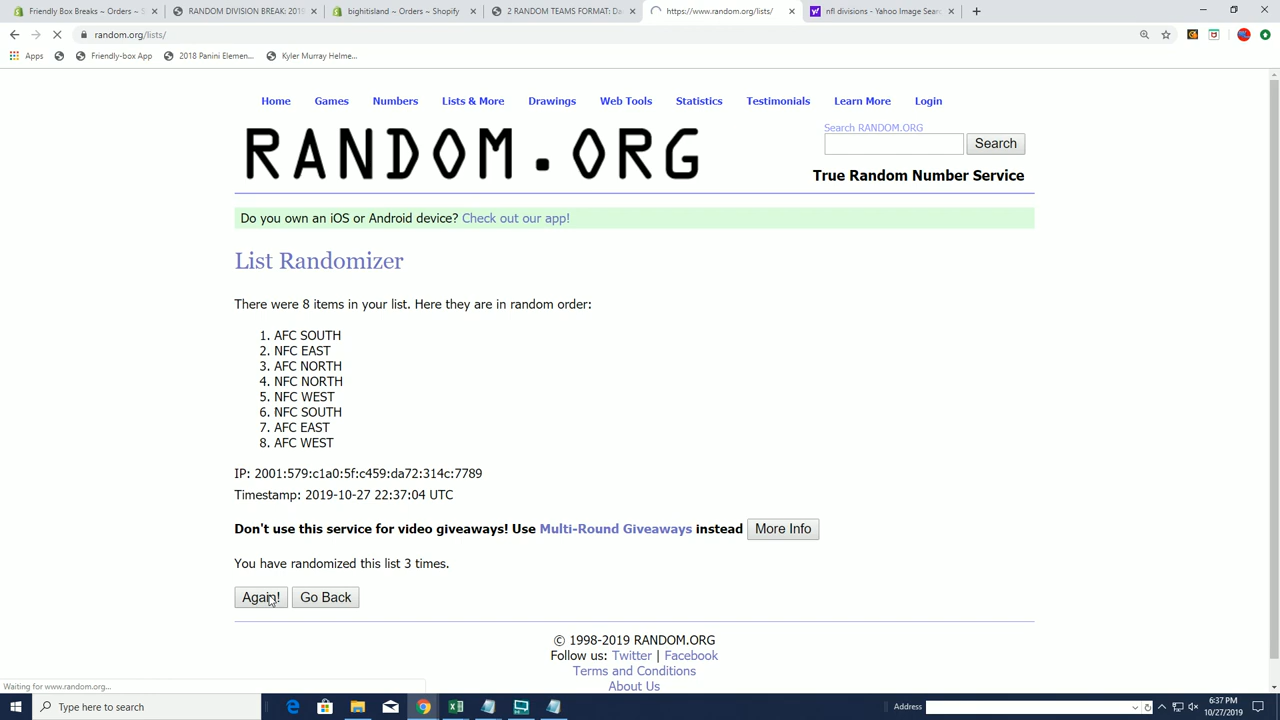 Friendly Box Breaks ~ Orders ~ S
RANDOM DIVISION BREAK: 2019
bighitisland ~ Orders ~ Shopify
2 RANDOM TEAMS FORMAT: Da
https://www.random.org/lists/
nfl divisions - Yahoo Image Sear
random.org/lists/
Apps
Friendly-box App
2018 Panini Elemen...
Kyler Murray Helme...
Home
Games
Numbers
Lists & More
Drawings
Web Tools
Statistics
Testimonials
Learn More
Login
RANDOM.ORG
Search RANDOM.ORG
Search
True Random Number Service
Do you own an iOS or Android device? Check out our app!
List Randomizer
There were 8 items in your list. Here they are in random order:
1. AFC SOUTH
2. NFC EAST
3. AFC NORTH
4. NFC NORTH
5. NFC WEST
6. NFC SOUTH
7. AFC EAST
8. AFC WEST
IP: 2001:579:c1a0:5f:c459:da72:314c:7789
Timestamp: 2019-10-27 22:37:04 UTC
Don't use this service for video giveaways! Use Multi-Round Giveaways instead
More Info
You have randomized this list 3 times.
Again!
Go Back
© 1998-2019 RANDOM.ORG
Follow us: Twitter | Facebook
Terms and Conditions
About Us
Waiting for www.random.org...
Type here to search
Address
6:37 PM
10/27/2019